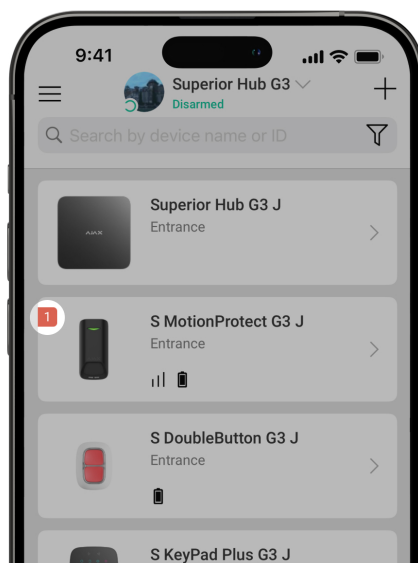 9:41
Superior Hub G3
Disarmed
Search by device name or ID
Superior Hub G3 J
Entrance
AJAX
1
S MotionProtect G3 J
Entrance
S DoubleButton G3 J
Entrance
S KeyPad Plus G3 J